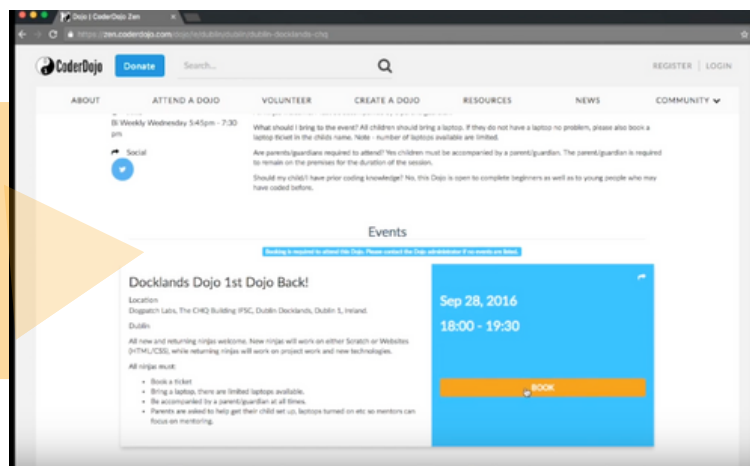 Dojo | CoderDojo Zen
https://zen.coderdojo.com/dojo/ie/dublin/dublin-docklands-chq
CoderDojo Donate Search... REGISTER | LOGIN
ABOUT ATTEND A DOJO VOLUNTEER CREATE A DOJO RESOURCES NEWS COMMUNITY
Bi Weekly Wednesday 5:45pm - 7:30
pm
Social
What should I bring to the event? All children should bring a laptop. If they do not have a laptop no problem, please also book a
laptop ticket in the childs name. Note - number of laptops available are limited.
Are parents/guardians required to attend? Yes children must be accompanied by a parent/guardian. The parent/guardian is required
to remain on the premises for the duration of the session.
Should my child/I have prior coding knowledge? No, this Dojo is open to complete beginners as well as to young people who may
have coded before.
Events
Booking is required to attend this Dojo. Please contact the Dojo administrator if no events are listed.
Docklands Dojo 1st Dojo Back!
Location
Dogpatch Labs, The CHQ Building IFSC, Dublin Docklands, Dublin 1, Ireland.
Dublin
All new and returning ninjas welcome. New ninjas will work on either Scratch or Websites
(HTML/CSS), while returning ninjas will work on project work and new technologies.
All ninjas must:
• Book a ticket
• Bring a laptop, there are limited laptops available.
• Be accompanied by a parent/guardian at all times.
• Parents are asked to help get their child set up, laptops turned on etc so mentors can
focus on mentoring.
Sep 28, 2016
18:00 - 19:30
BOOK